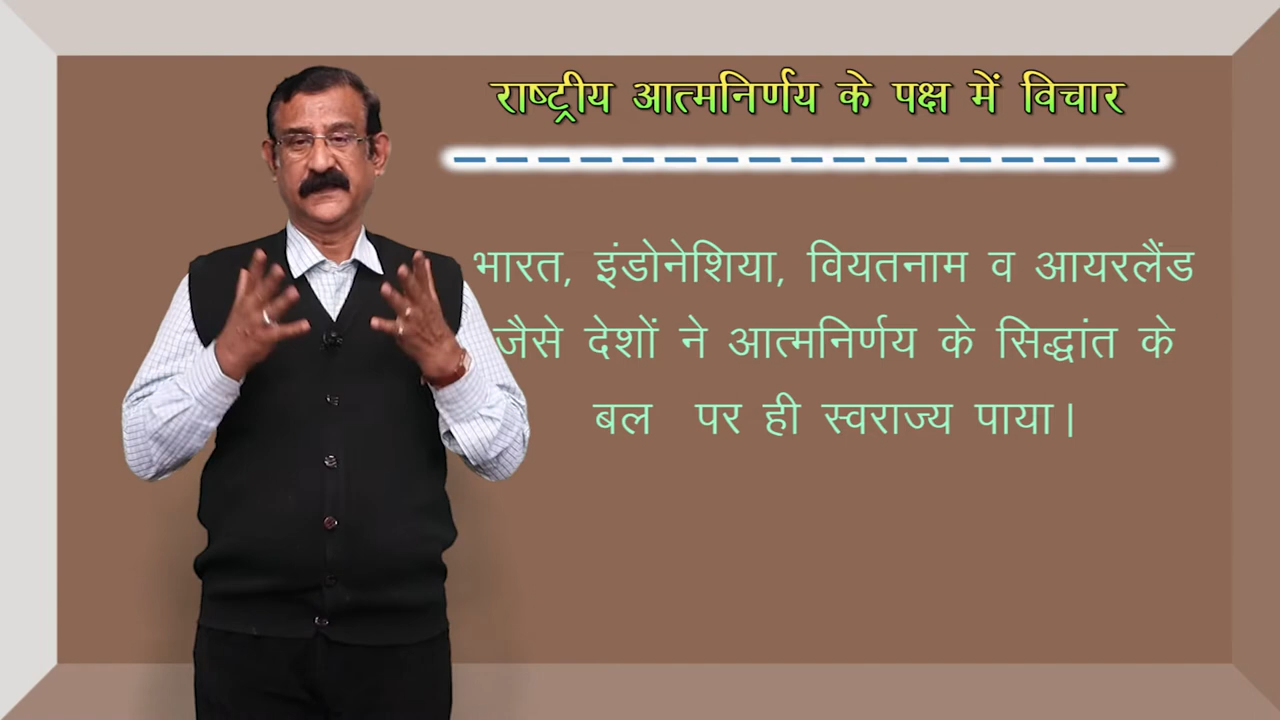 राष्ट्रीय आत्मनिर्णय के पक्ष में विचार
भारत, इंडोनेशिया, वियतनाम व आयरलैंड
जैसे देशों ने आत्मनिर्णय के सिद्धांत के
बल पर ही स्वराज्य पाया।